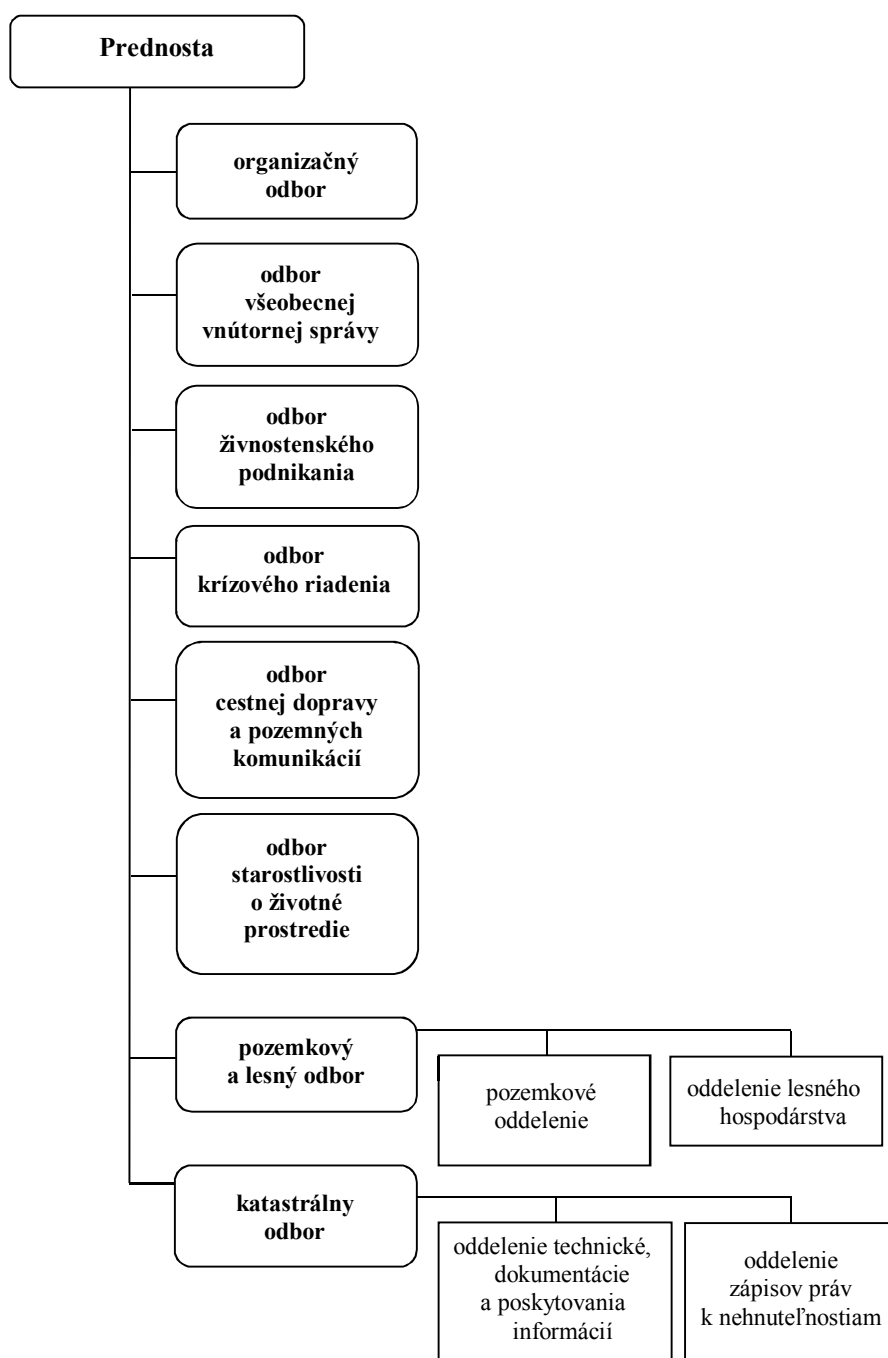 Prednosta
organizačný
odbor
odbor
všeobecnej
vnútornej správy
odbor
živnostenského
podnikania
odbor
krízového riadenia
odbor
cestnej dopravy
a pozemných
komunikácií
odbor
starostlivosti
o životné
prostredie
pozemkový
a lesný odbor
pozemkové
oddelenie
oddelenie lesného
hospodárstva
katastrálny
odbor
oddelenie technické,
dokumentácie
a poskytovania
informácií
oddelenie
zápisov práv
k nehnuteľnostiam